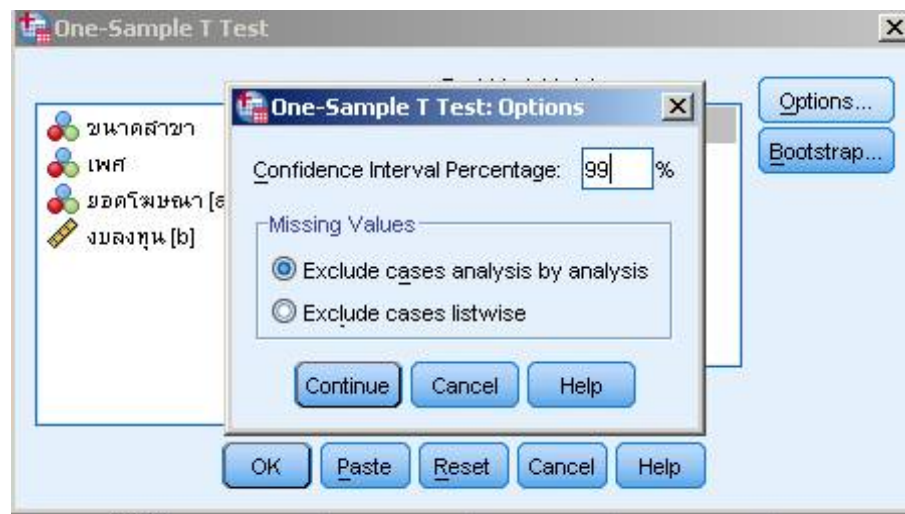 One-Sample T Test
One-Sample T Test: Options
Options...
Bootstrap...
ขนาดสาขา
เพศ
ยอดโฆษณา [a
งบลงทุน [b]
Confidence Interval Percentage: 99 %
Missing Values
Exclude cases analysis by analysis
Exclude cases listwise
Continue Cancel Help
OK Paste Reset Cancel Help